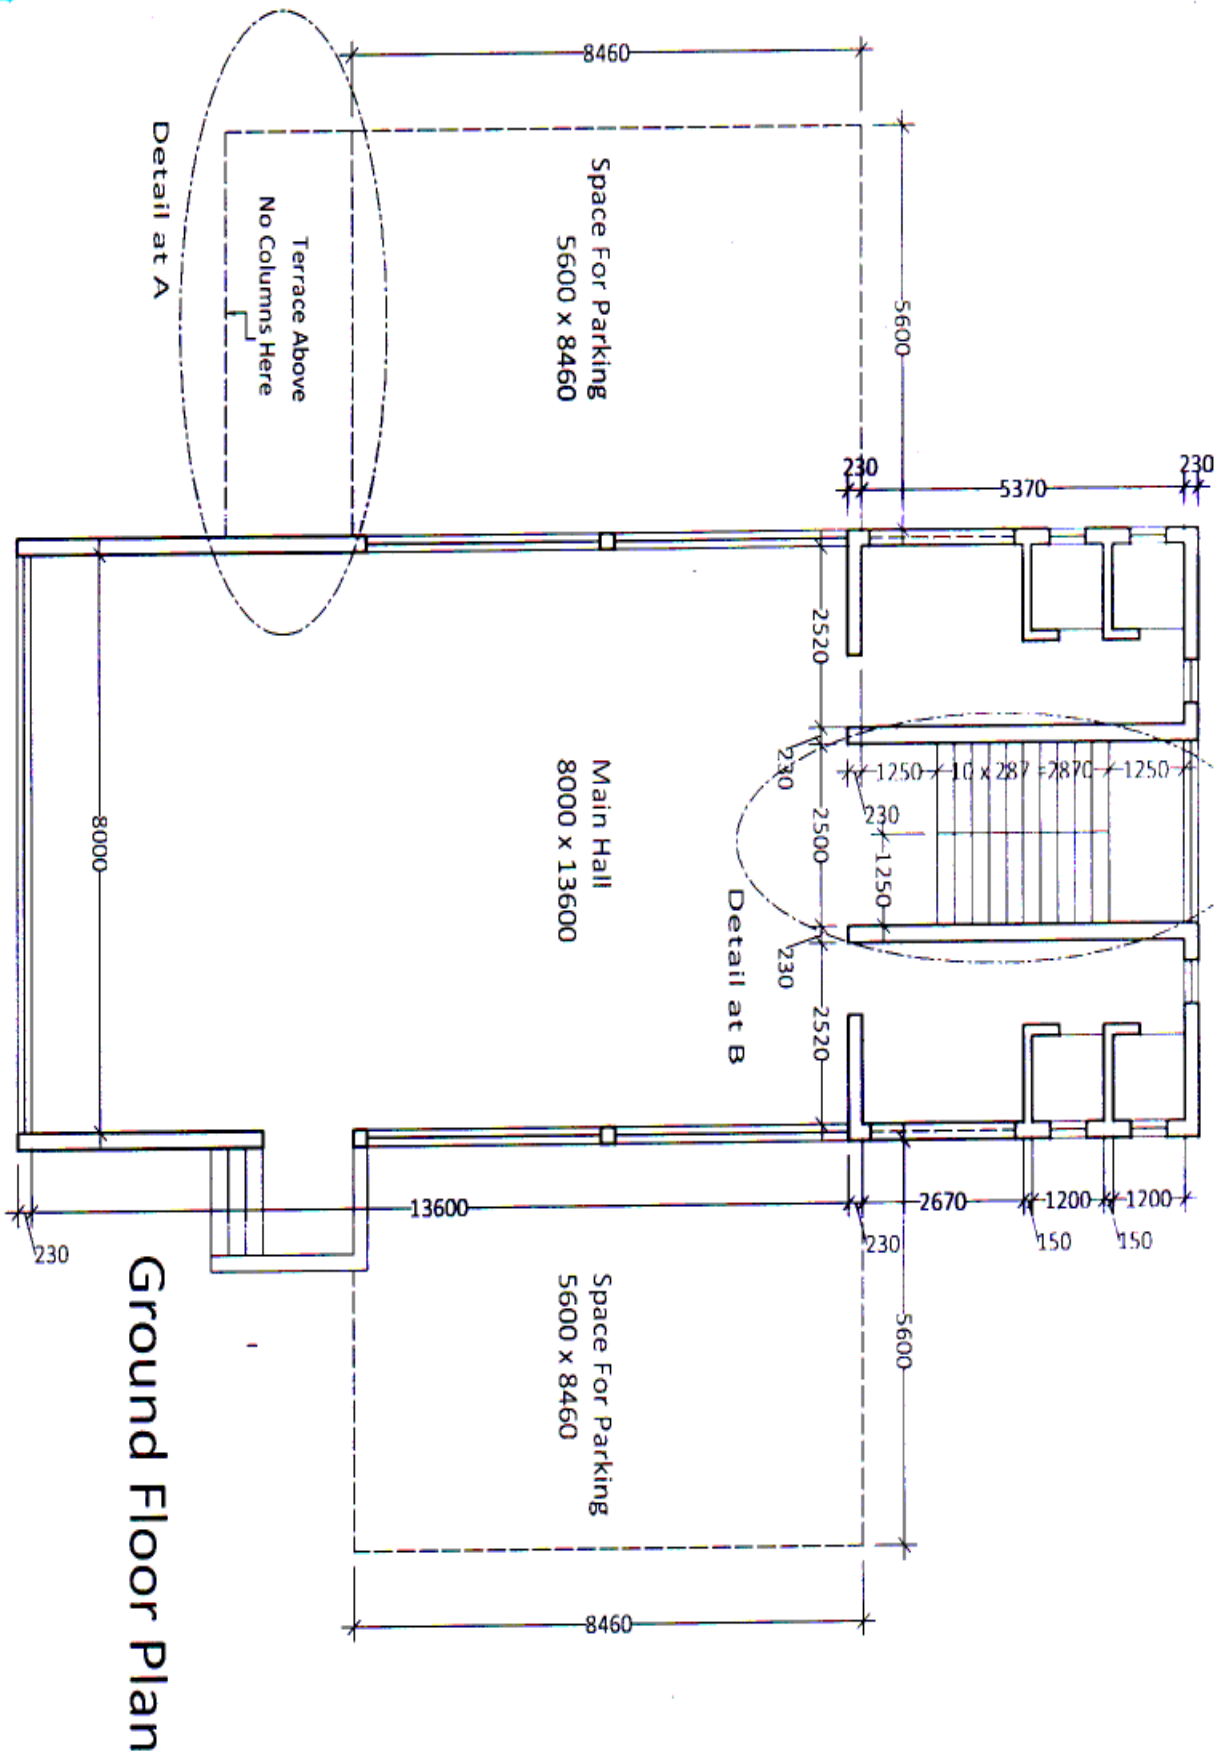 8460
5600
Space For Parking
5600 x 8460
Detail at A
Terrace Above
No Columns Here
230
5370
230
2520
230
1250
10 x 287 =2870
1250
230
2500
1250
Main Hall
8000 x 13600
8000
Detail at B
230
2520
13600
2670
1200
1200
230
230
150
150
Space For Parking
5600 x 8460
5600
8460
Ground Floor Plan